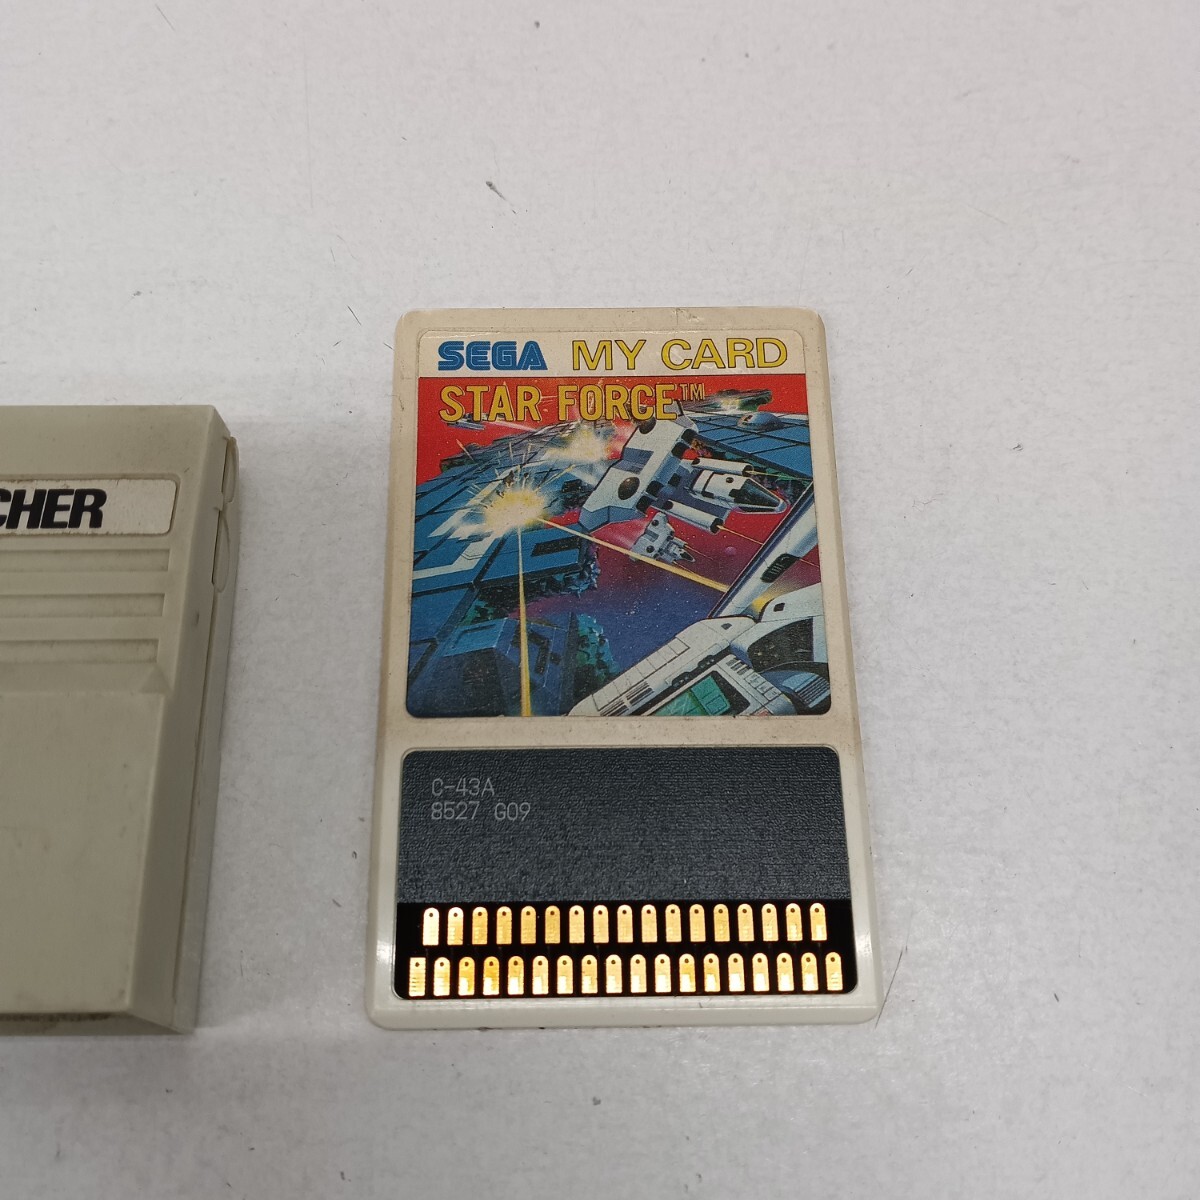 SEGA MY CARD
STAR FORCE™
CHER
C-43A
8527 G09